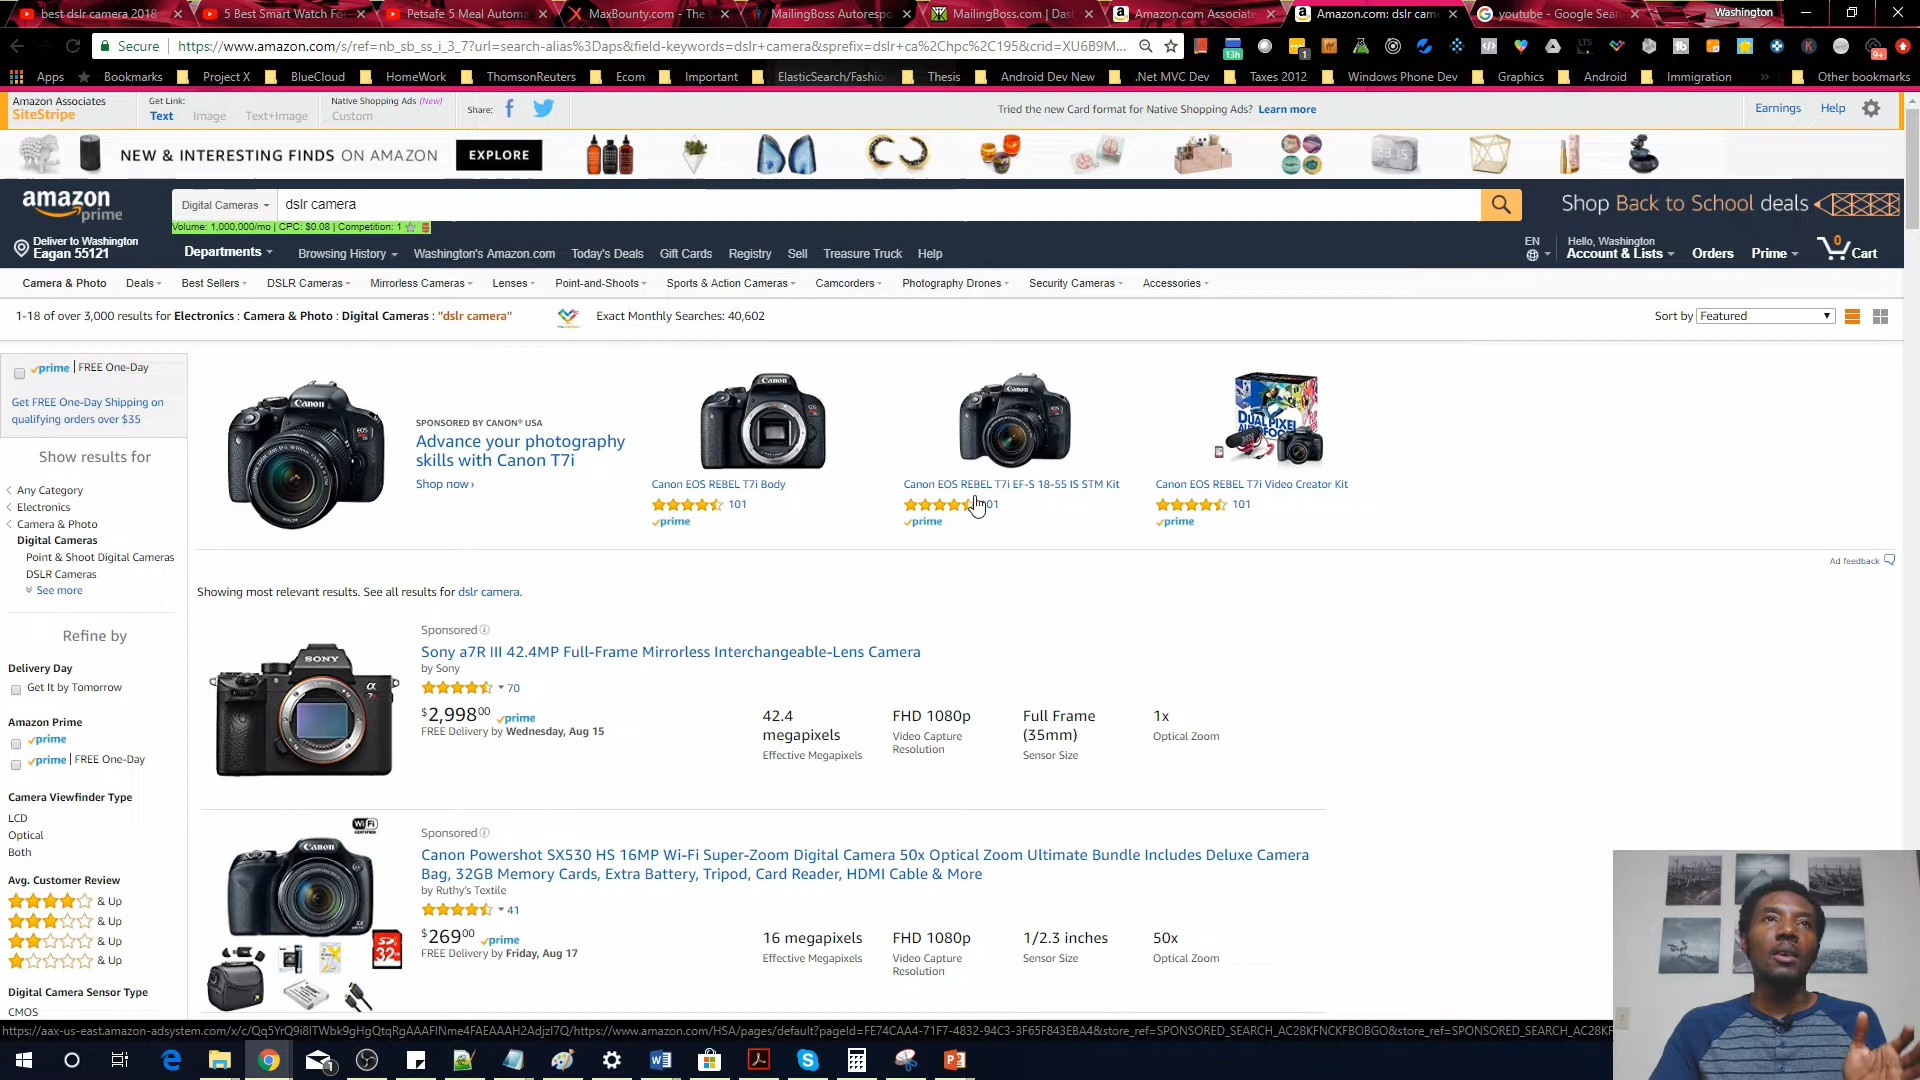 best dslr camera 2018
5 Best Smart Watch For
Petsafe 5 Meal Automa
MaxBounty.com - The
MailingBoss Autorespo
MailingBoss.com | Das
Amazon.com Associate
Amazon.com: dslr cam
youtube - Google Sear
Washington
Secure
https://www.amazon.com/s/ref=nb_sb_ss_i_3_7?url=search-alias%3Daps&field-keywords=dslr+camera&sprefix=dslr+ca%2Chpc%2C195&crid=XU6B9M...
Apps
Bookmarks
Project X
BlueCloud
HomeWork
ThomsonReuters
Ecom
Important
ElasticSearch/Fashio
Thesis
Android Dev New
.Net MVC Dev
Taxes 2012
Windows Phone Dev
Graphics
Android
Immigration
Other bookmarks
Amazon Associates
SiteStripe
Get Link:
Text
Image
Text+Image
Native Shopping Ads (New)
Custom
Share:
Tried the new Card format for Native Shopping Ads? Learn more
Earnings
Help
NEW & INTERESTING FINDS ON AMAZON
EXPLORE
amazon
prime
Digital Cameras
dslr camera
Shop Back to School deals
Volume: 1,000,000/mo | CPC: $0.08 | Competition: 1
Deliver to Washington
Eagan 55121
Departments
Browsing History
Washington's Amazon.com
Today's Deals
Gift Cards
Registry
Sell
Treasure Truck
Help
EN
Hello, Washington
Account & Lists
Orders
Prime
0
Cart
Camera & Photo
Deals
Best Sellers
DSLR Cameras
Mirrorless Cameras
Lenses
Point-and-Shoots
Sports & Action Cameras
Camcorders
Photography Drones
Security Cameras
Accessories
1-18 of over 3,000 results for Electronics : Camera & Photo : Digital Cameras : "dslr camera"
Exact Monthly Searches: 40,602
Sort by Featured
prime | FREE One-Day
Get FREE One-Day Shipping on
qualifying orders over $35
Show results for
Any Category
Electronics
Camera & Photo
Digital Cameras
Point & Shoot Digital Cameras
DSLR Cameras
See more
Refine by
Delivery Day
Get It by Tomorrow
Amazon Prime
prime
prime | FREE One-Day
Camera Viewfinder Type
LCD
Optical
Both
Avg. Customer Review
& Up
& Up
& Up
& Up
Digital Camera Sensor Type
CMOS
Canon
SPONSORED BY CANON® USA
Advance your photography
skills with Canon T7i
Shop now ›
Canon
Canon EOS REBEL T7i Body
101
prime
Canon
Canon EOS REBEL T7i EF-S 18-55 IS STM Kit
01
prime
DUAL PIXEL
Canon EOS REBEL T7i Video Creator Kit
101
prime
Ad feedback
Showing most relevant results. See all results for dslr camera.
SONY
Sponsored
Sony a7R III 42.4MP Full-Frame Mirrorless Interchangeable-Lens Camera
by Sony
70
$2,998 00 prime
FREE Delivery by Wednesday, Aug 15
42.4
megapixels
Effective Megapixels
FHD 1080p
Video Capture
Resolution
Full Frame
(35mm)
Sensor Size
1x
Optical Zoom
WiFi
CERTIFIED
Canon
32
Sponsored
Canon Powershot SX530 HS 16MP Wi-Fi Super-Zoom Digital Camera 50x Optical Zoom Ultimate Bundle Includes Deluxe Camera
Bag, 32GB Memory Cards, Extra Battery, Tripod, Card Reader, HDMI Cable & More
by Ruthy's Textile
41
$269 00 prime
FREE Delivery by Friday, Aug 17
16 megapixels
Effective Megapixels
FHD 1080p
Video Capture
Resolution
1/2.3 inches
Sensor Size
50x
Optical Zoom